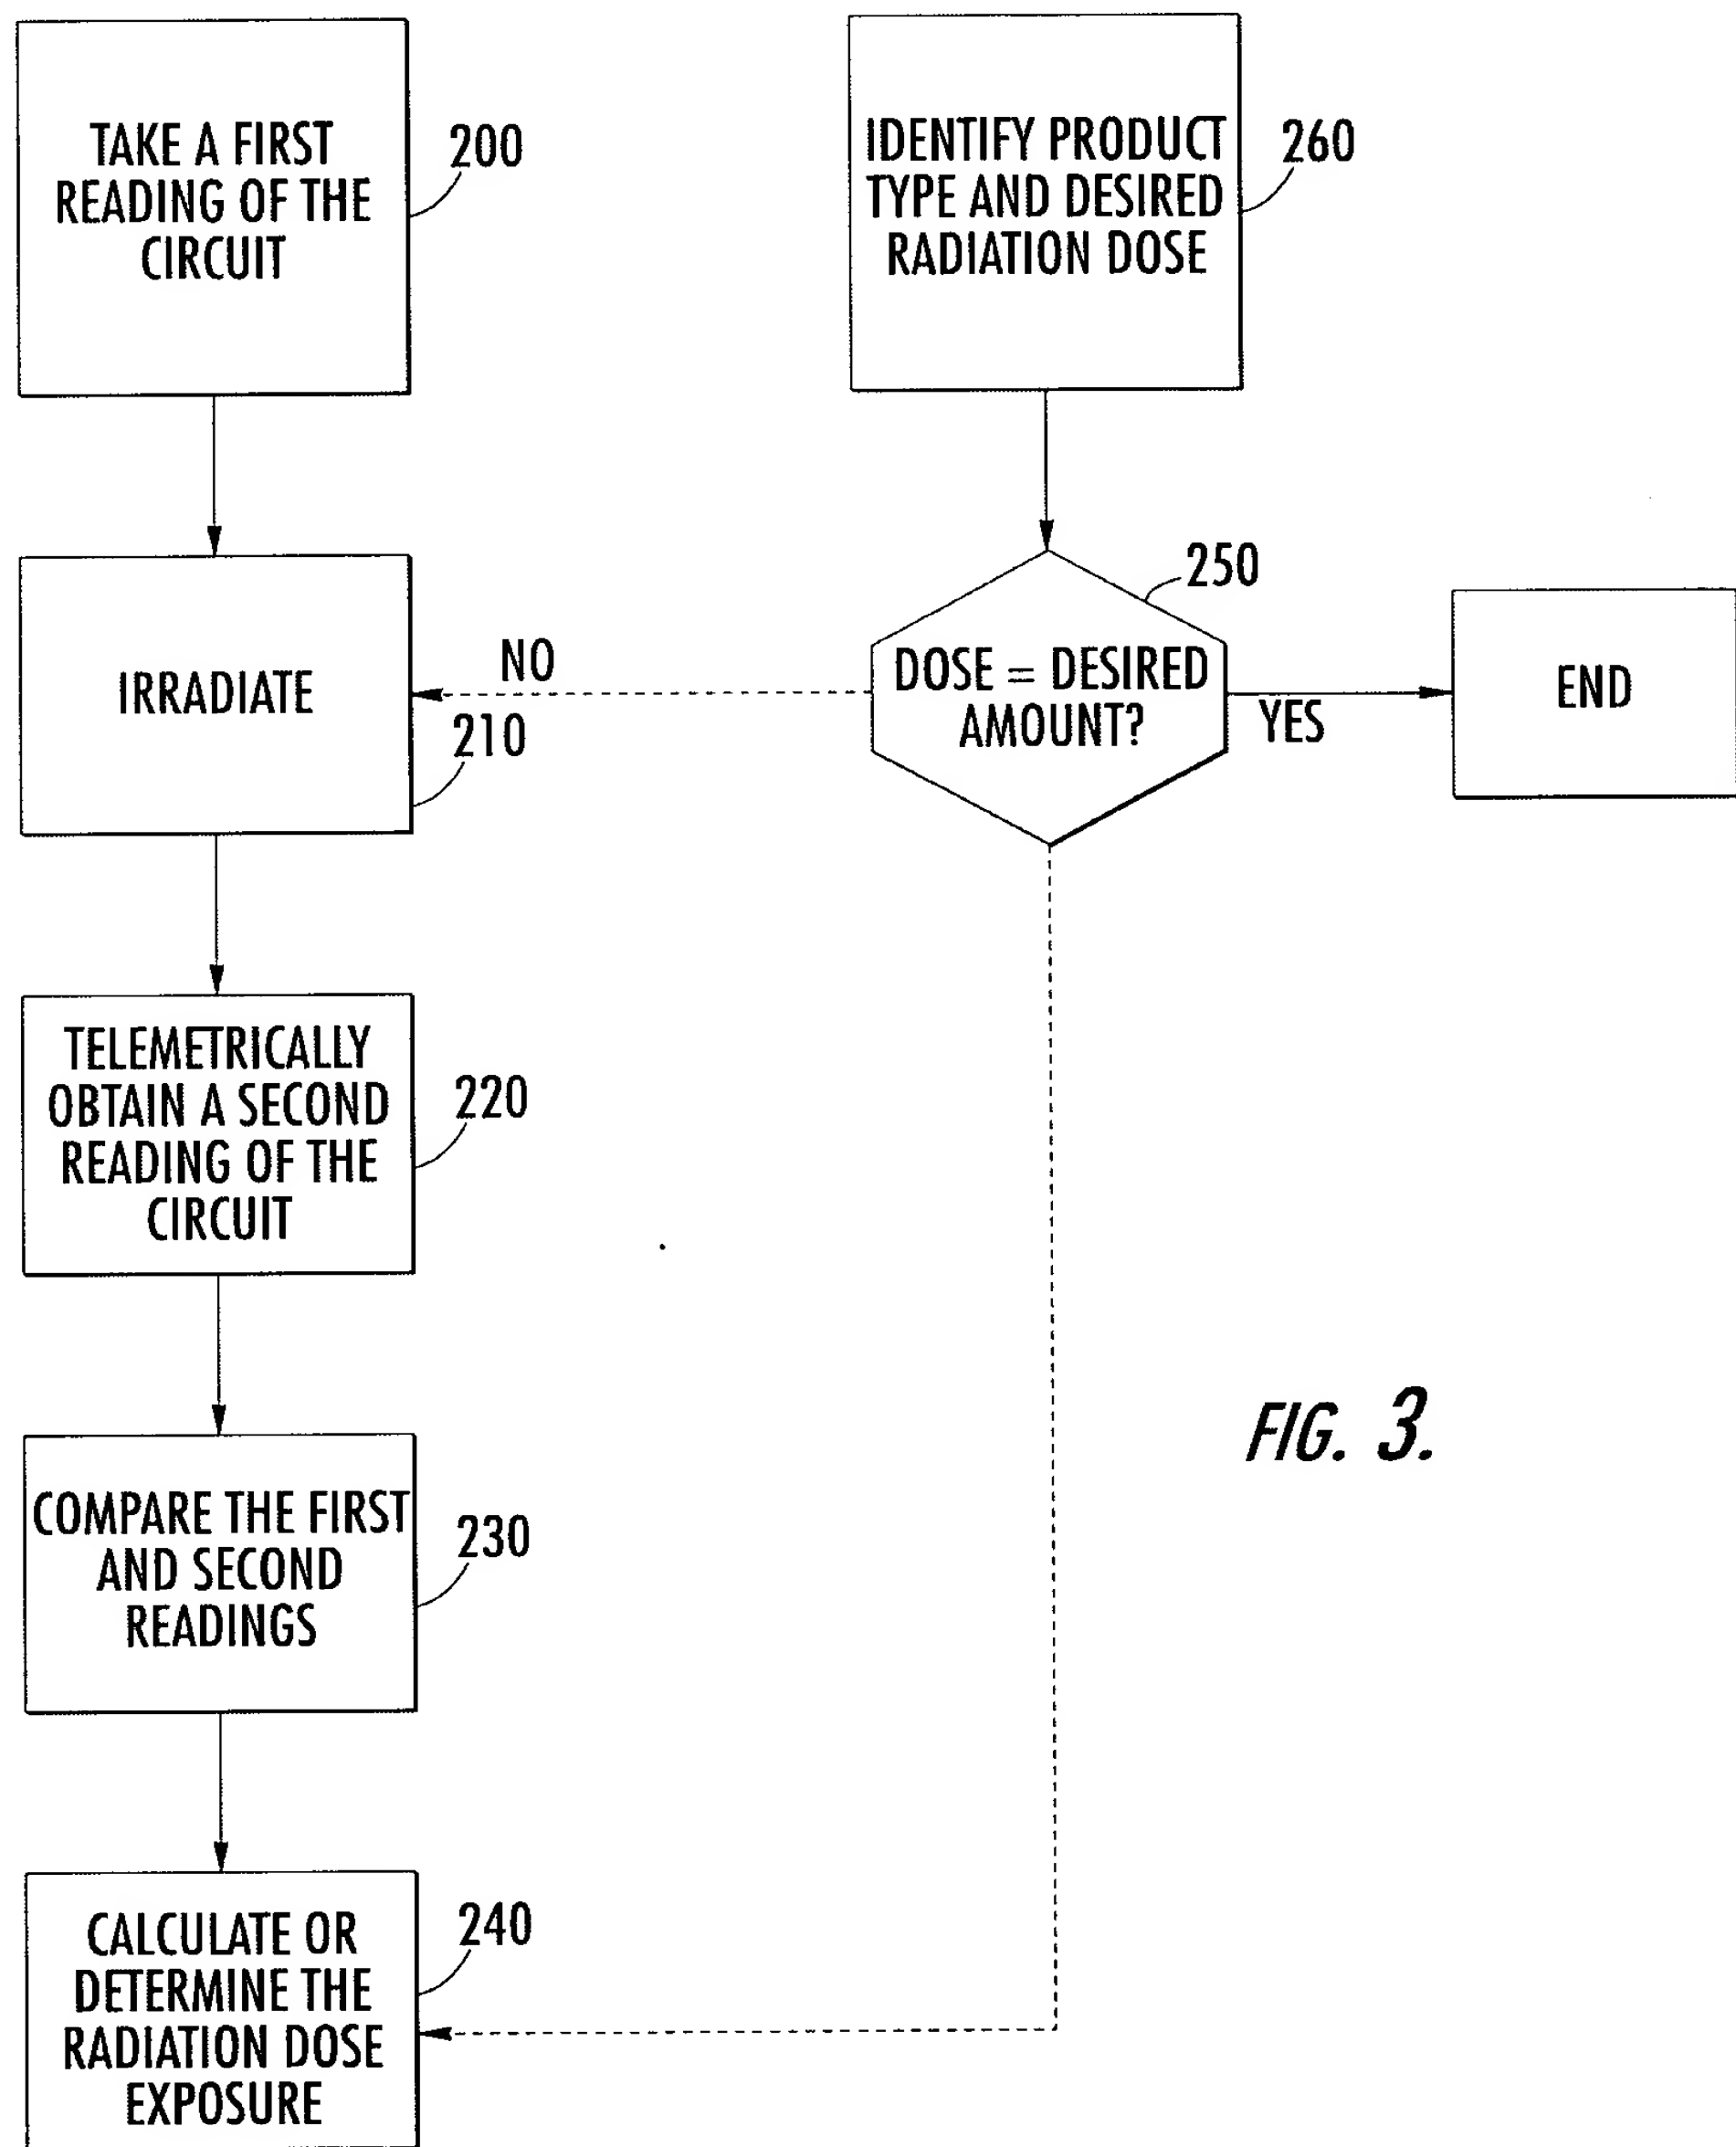 TAKE A FIRST
READING OF THE
CIRCUIT
200
IDENTIFY PRODUCT
TYPE AND DESIRED
RADIATION DOSE
260
IRRADIATE
210
NO
DOSE = DESIRED
AMOUNT?
250
YES
END
TELEMETRICALLY
OBTAIN A SECOND
READING OF THE
CIRCUIT
220
COMPARE THE FIRST
AND SECOND
READINGS
230
CALCULATE OR
DETERMINE THE
RADIATION DOSE
EXPOSURE
240
FIG. 3.